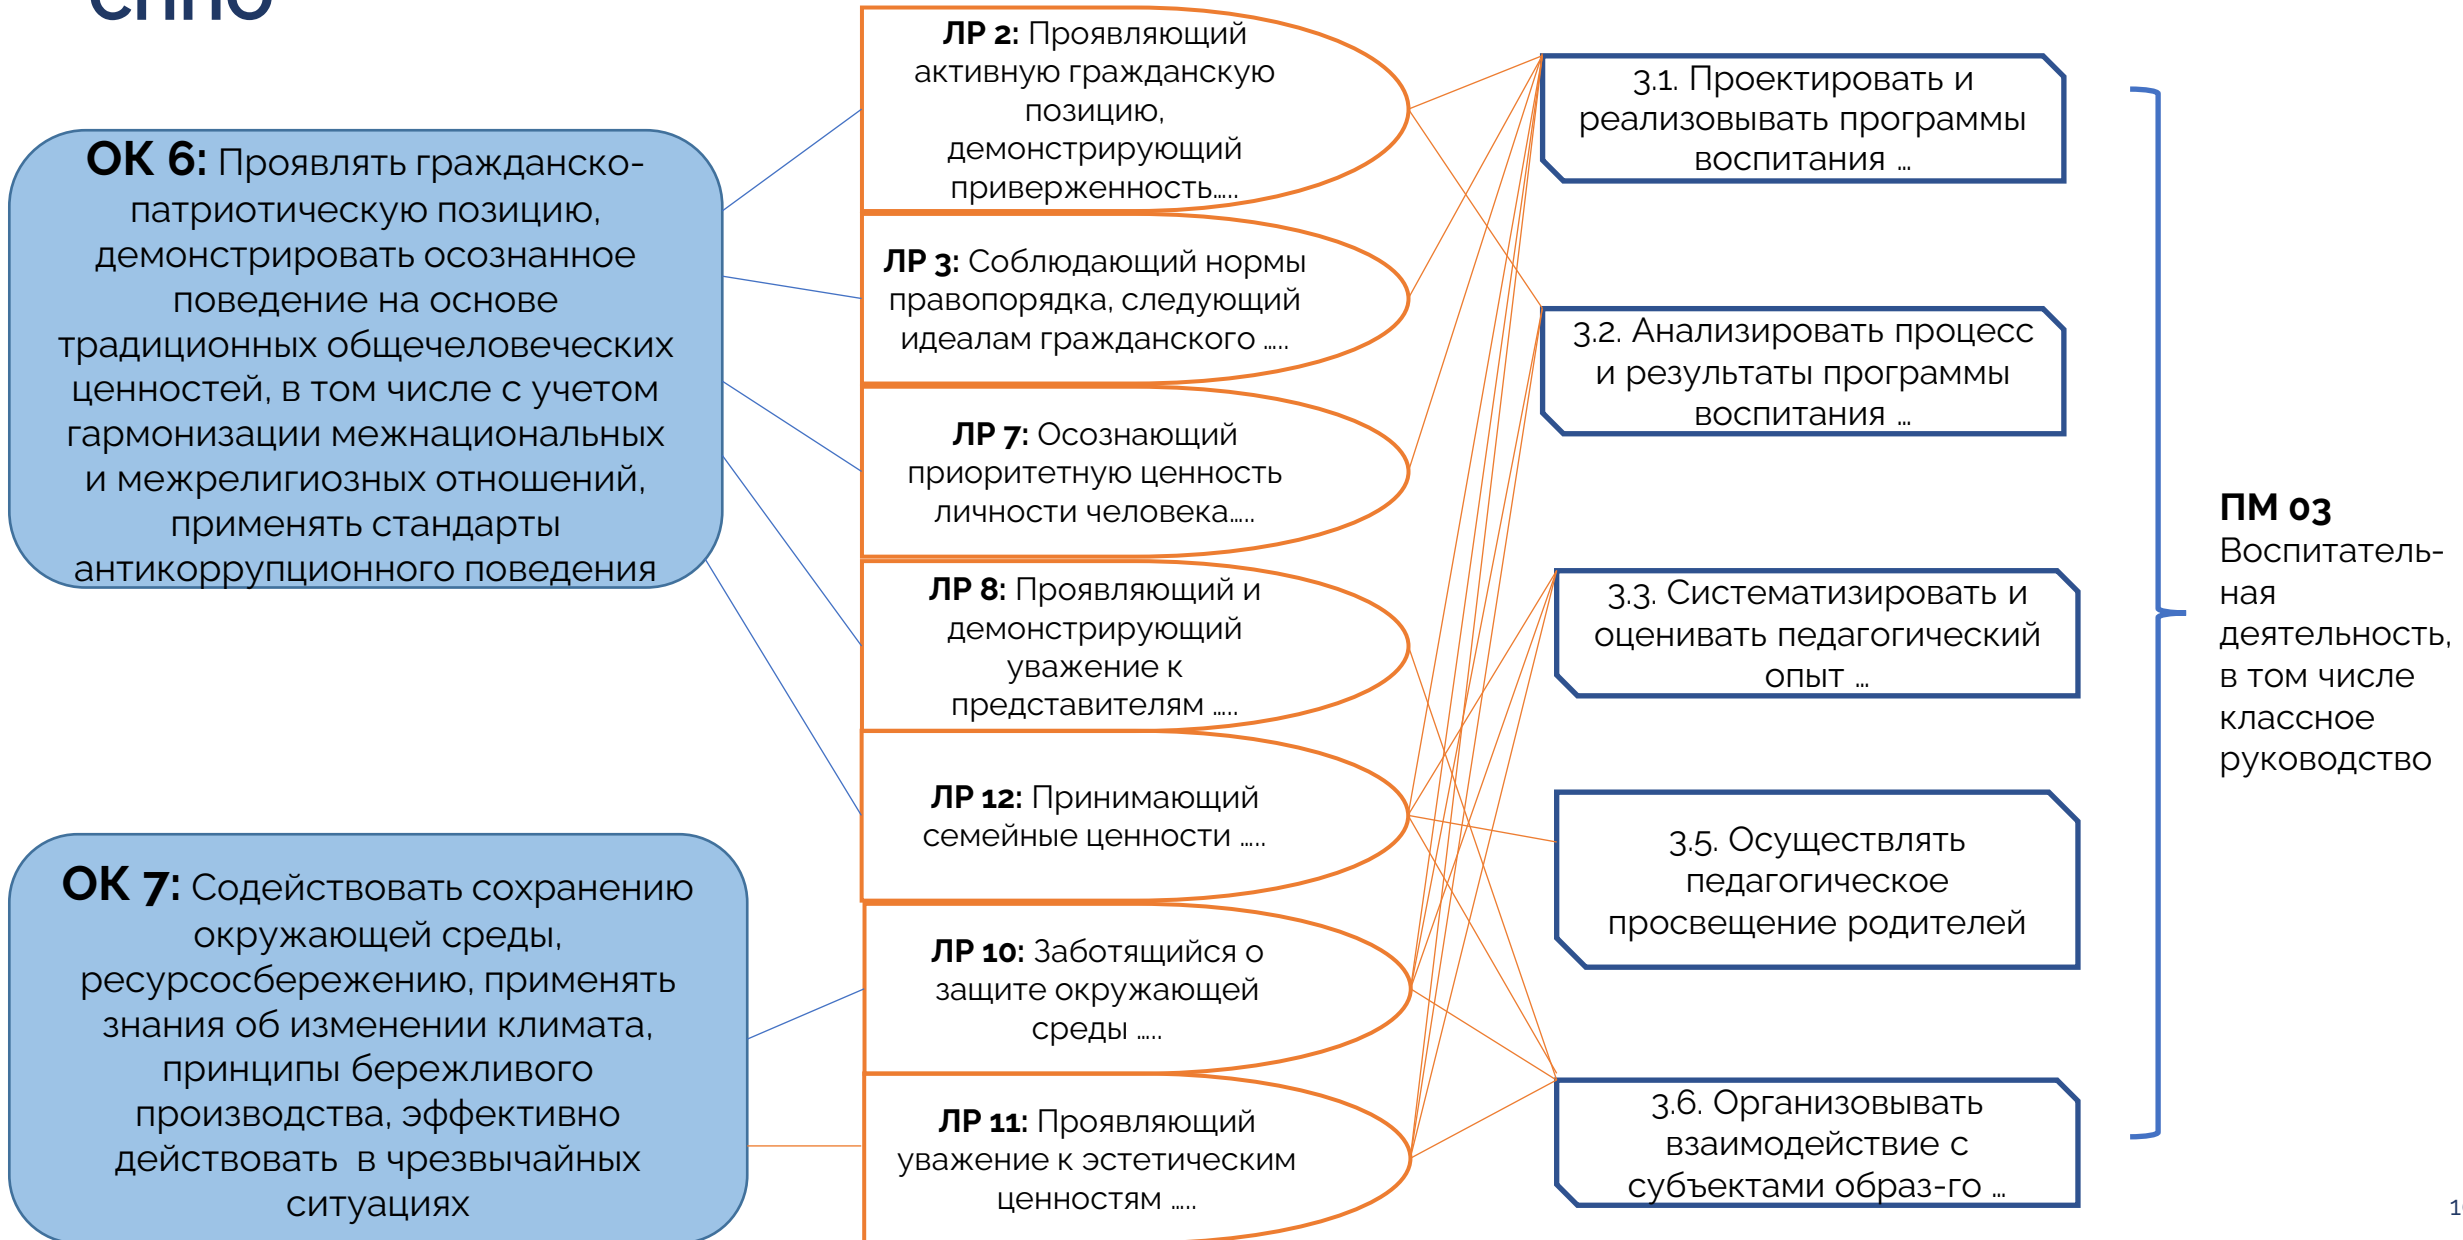 ОК 6: Проявлять гражданско-
патриотическую позицию,
демонстрировать осознанное
поведение на основе
традиционных общечеловеческих
ценностей, в том числе с учетом
гармонизации межнациональных
и межрелигиозных отношений,
применять стандарты
антикоррупционного поведения
ОК 7: Содействовать сохранению
окружающей среды,
ресурсосбережению, применять
знания об изменении климата,
принципы бережливого
производства, эффективно
действовать в чрезвычайных
ситуациях
ЛР 2: Проявляющий
активную гражданскую
позицию,
демонстрирующий
приверженность…..
ЛР 3: Соблюдающий нормы
правопорядка, следующий
идеалам гражданского …..
ЛР 7: Осознающий
приоритетную ценность
личности человека…..
ЛР 8: Проявляющий и
демонстрирующий
уважение к
представителям …..
ЛР 12: Принимающий
семейные ценности …..
ЛР 10: Заботящийся о
защите окружающей
среды …..
ЛР 11: Проявляющий
уважение к эстетическим
ценностям …..
3.1. Проектировать и
реализовывать программы
воспитания …
3.2. Анализировать процесс
и результаты программы
воспитания …
3.3. Систематизировать и
оценивать педагогический
опыт …
3.5. Осуществлять
педагогическое
просвещение родителей
3.6. Организовывать
взаимодействие с
субъектами образ-го …
ПМ 03
Воспитатель-
ная
деятельность,
в том числе
классное
руководство